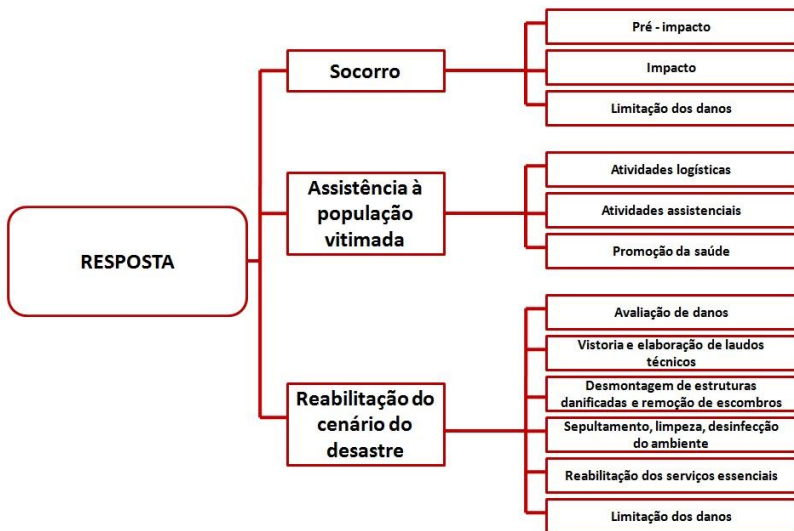 RESPOSTA
Socorro
Pré - impacto
Impacto
Limitação dos danos
Assistência à
população
vitimada
Atividades logísticas
Atividades assistenciais
Promoção da saúde
Reabilitação do
cenário do
desastre
Avaliação de danos
Vistoria e elaboração de laudos
técnicos
Desmontagem de estruturas
danificadas e remoção de escombros
Sepultamento, limpeza, desinfecção
do ambiente
Reabilitação dos serviços essenciais
Limitação dos danos